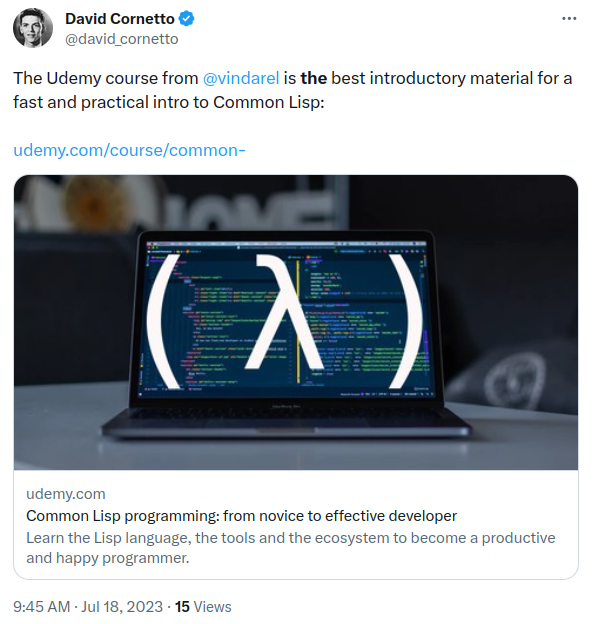 David Cornetto
@david_cornetto
The Udemy course from @vindarel is the best introductory material for a
fast and practical intro to Common Lisp:
udemy.com/course/common-
HOME
(λ)
udemy.com
Common Lisp programming: from novice to effective developer
Learn the Lisp language, the tools and the ecosystem to become a productive
and happy programmer.
9:45 AM · Jul 18, 2023 · 15 Views